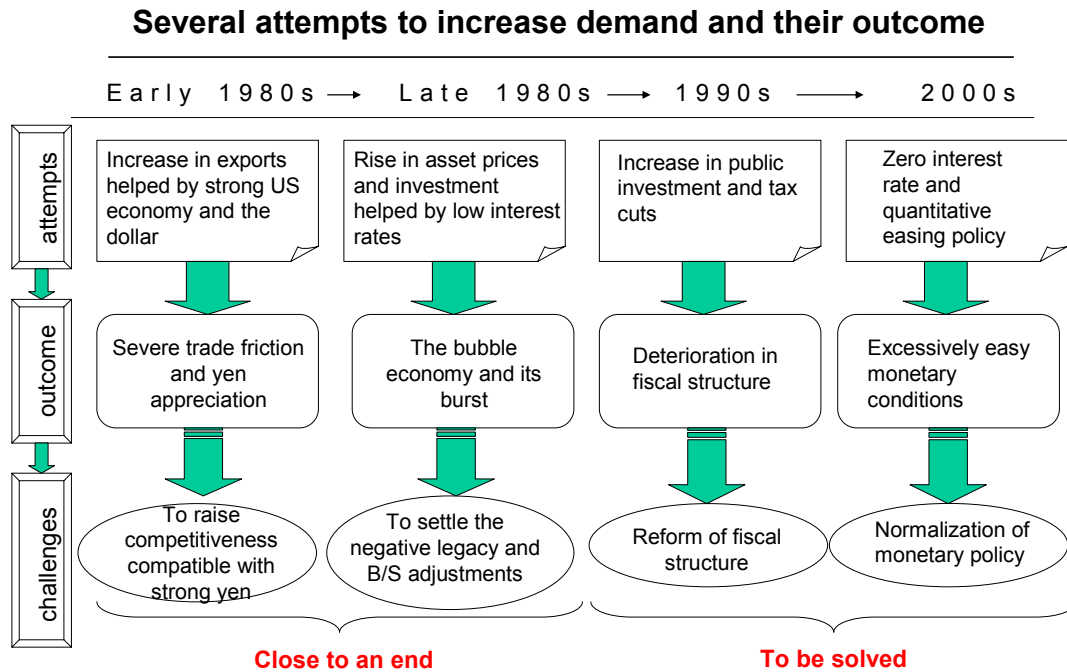 Several attempts to increase demand and their outcome
Early 1980s
Late 1980s
1990s
2000s
attempts
Increase in exports
helped by strong US
economy and the
dollar
Rise in asset prices
and investment
helped by low interest
rates
Increase in public
investment and tax
cuts
Zero interest
rate and
quantitative
easing policy
outcome
Severe trade friction
and yen
appreciation
The bubble
economy and its
burst
Deterioration in
fiscal structure
Excessively easy
monetary
conditions
challenges
To raise
competitiveness
compatible with
strong yen
To settle the
negative legacy and
B/S adjustments
Reform of fiscal
structure
Normalization of
monetary policy
Close to an end
To be solved